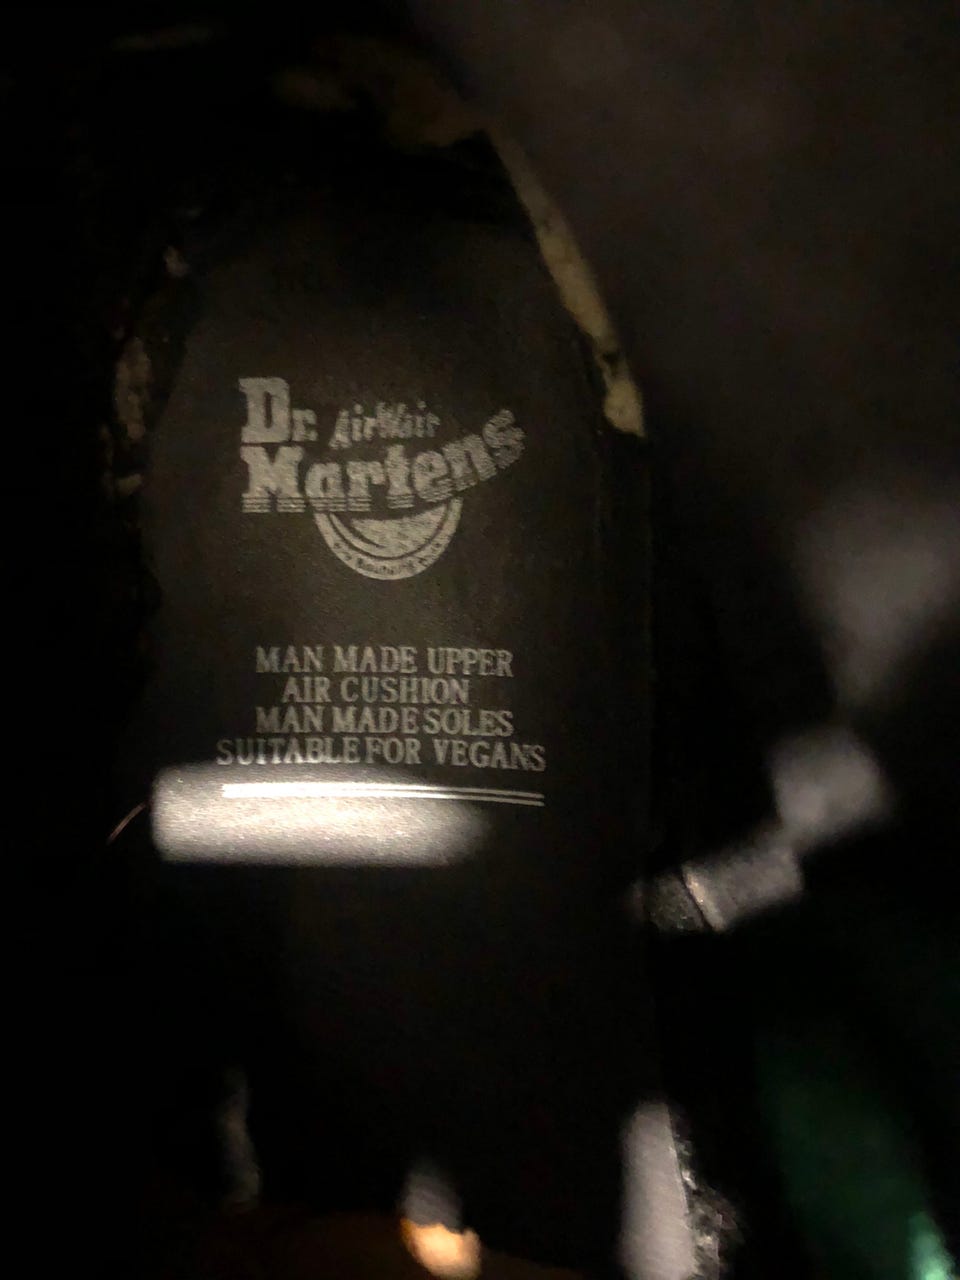 Dr. AirWair
Martens
MAN MADE UPPER
AIR CUSHION
MAN MADE SOLES
SUITABLE FOR VEGANS